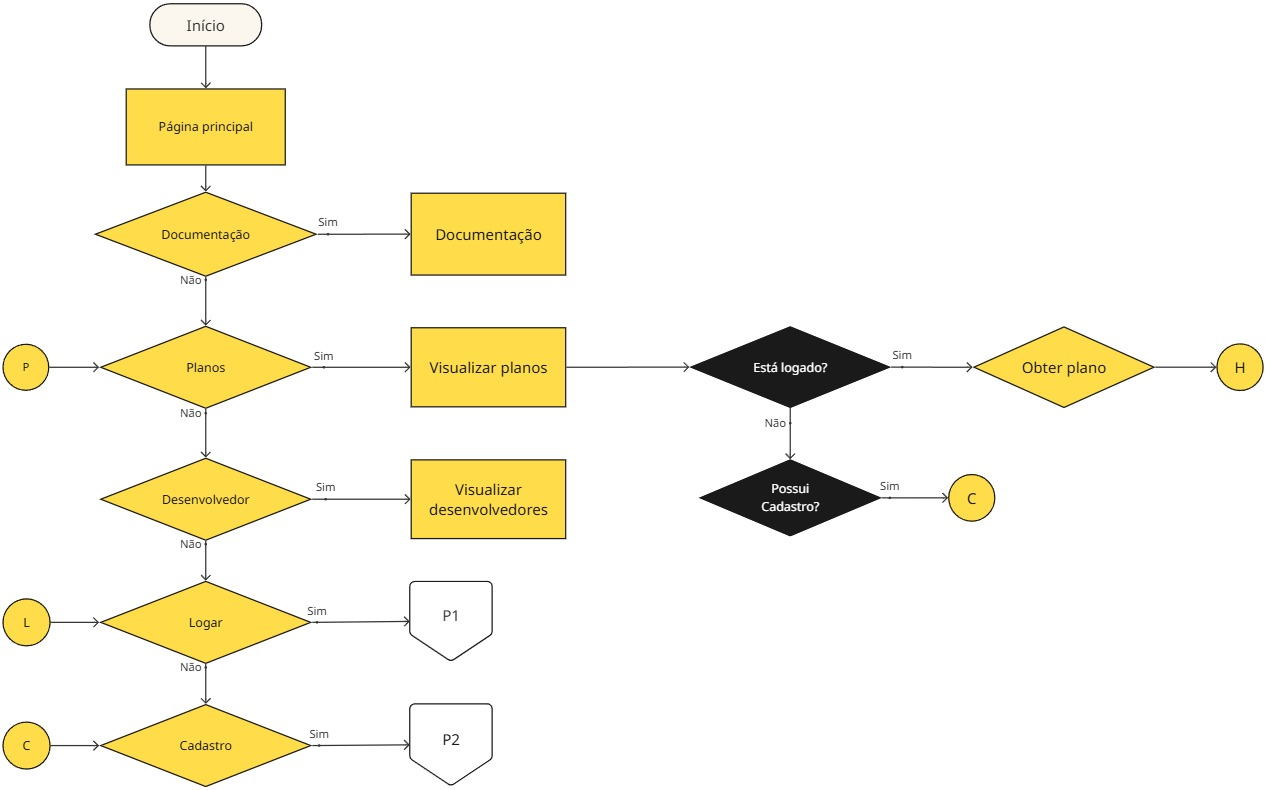 Início
Página principal
Documentação
Sim
Documentação
Não
P
Planos
Sim
Visualizar planos
Está logado?
Sim
Obter plano
H
Não
Não
Desenvolvedor
Sim
Visualizar
desenvolvedores
Possui
Cadastro?
Sim
C
Não
L
Logar
Sim
P1
Não
C
Cadastro
Sim
P2